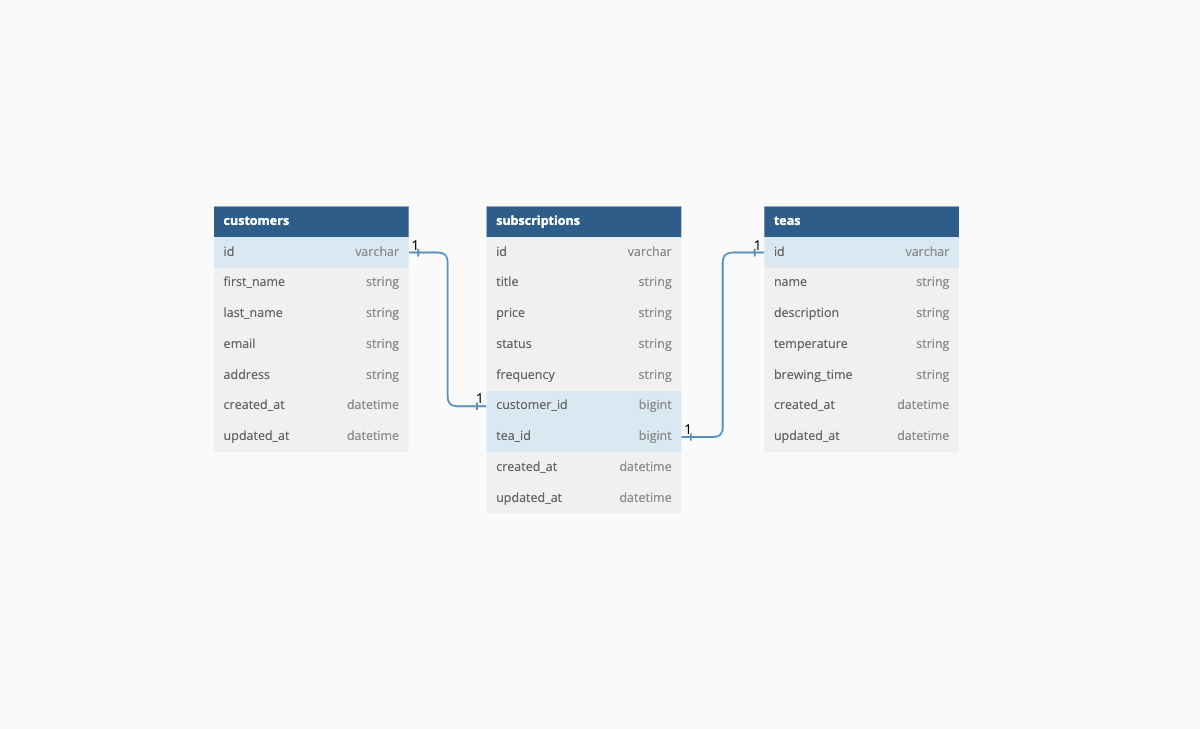 customers
id varchar
first_name string
last_name string
email string
address string
created_at datetime
updated_at datetime
1
1
subscriptions
id varchar
title string
price string
status string
frequency string
customer_id bigint
tea_id bigint
created_at datetime
updated_at datetime
1
1
teas
id varchar
name string
description string
temperature string
brewing_time string
created_at datetime
updated_at datetime